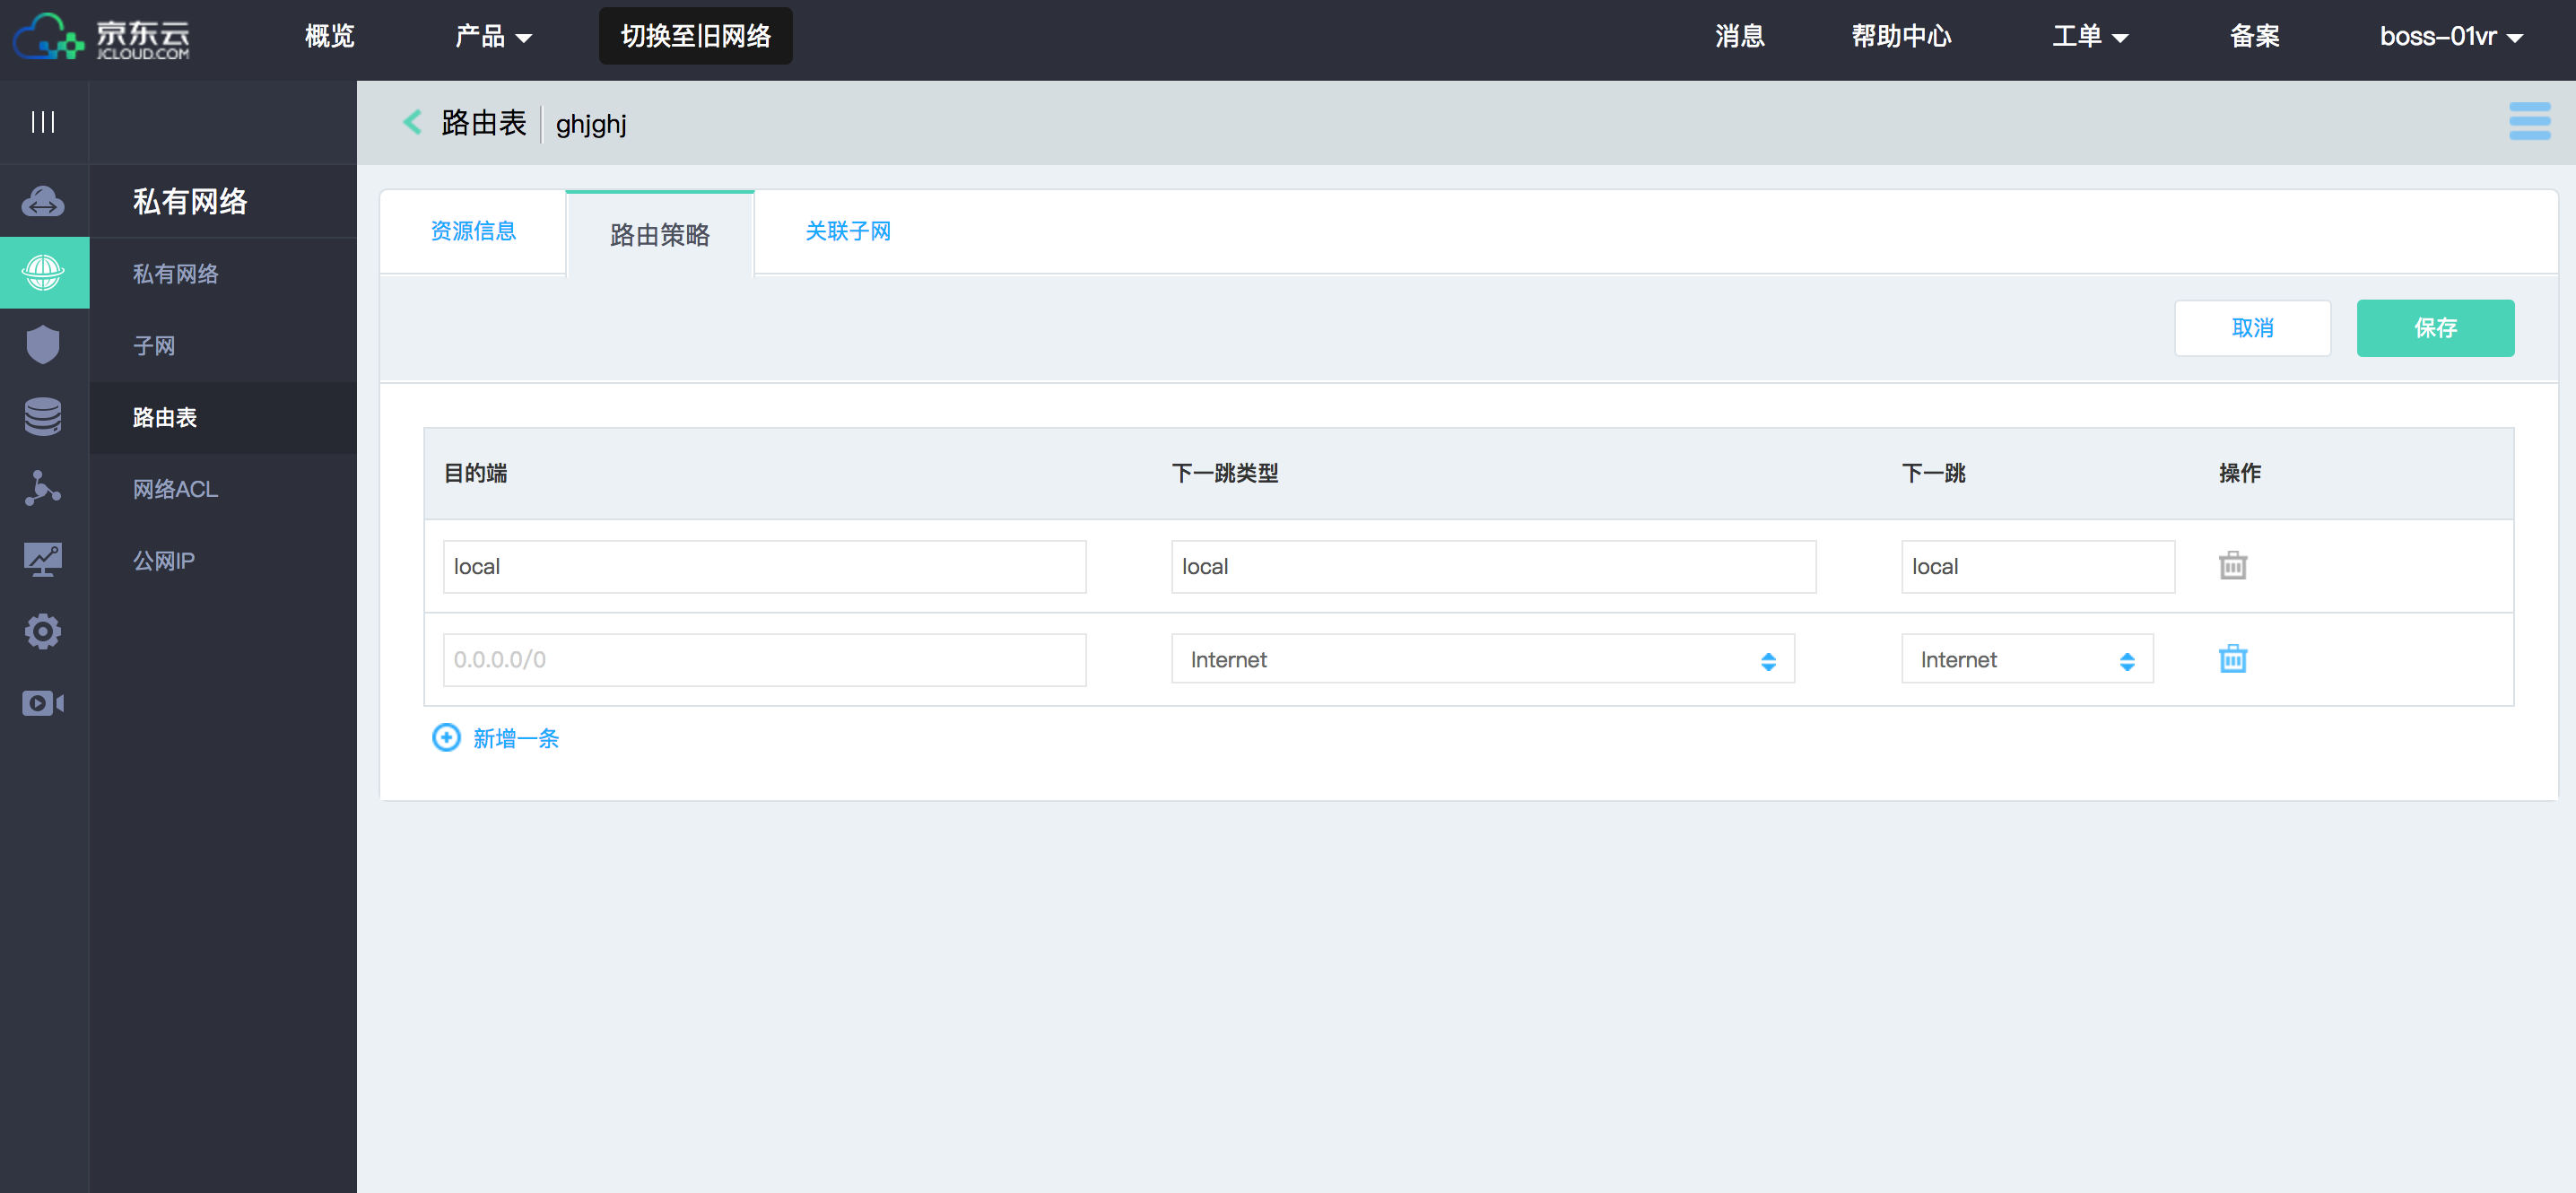 京东云
JCLOUD.COM
概览
产品
切换至旧网络
消息
帮助中心
工单
备案
boss-01vr
路由表
ghjghj
私有网络
私有网络
子网
路由表
网络ACL
公网IP
资源信息
路由策略
关联子网
取消
保存
目的端 下一跳类型 下一跳 操作
local local local
0.0.0.0/0 Internet Internet
新增一条